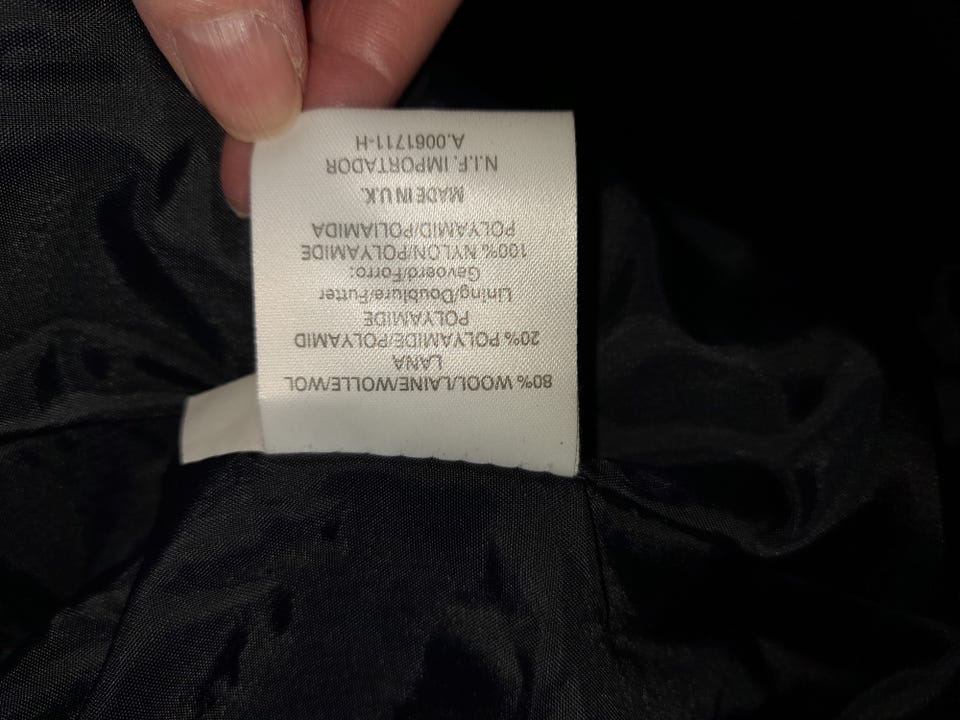 80% WOOL/LAINE/WOLLE/WOL
LANA
20% POLYAMIDE/POLYAMID
POLYAMIDE
Lining/Doublure/Futter
Gevoerd/Forro:
100% NYLON/POLYAMIDE
POLYAMID/POLIAMIDA
MADE IN U.K.
N.I.F. IMPORTADOR
A.0061711-H